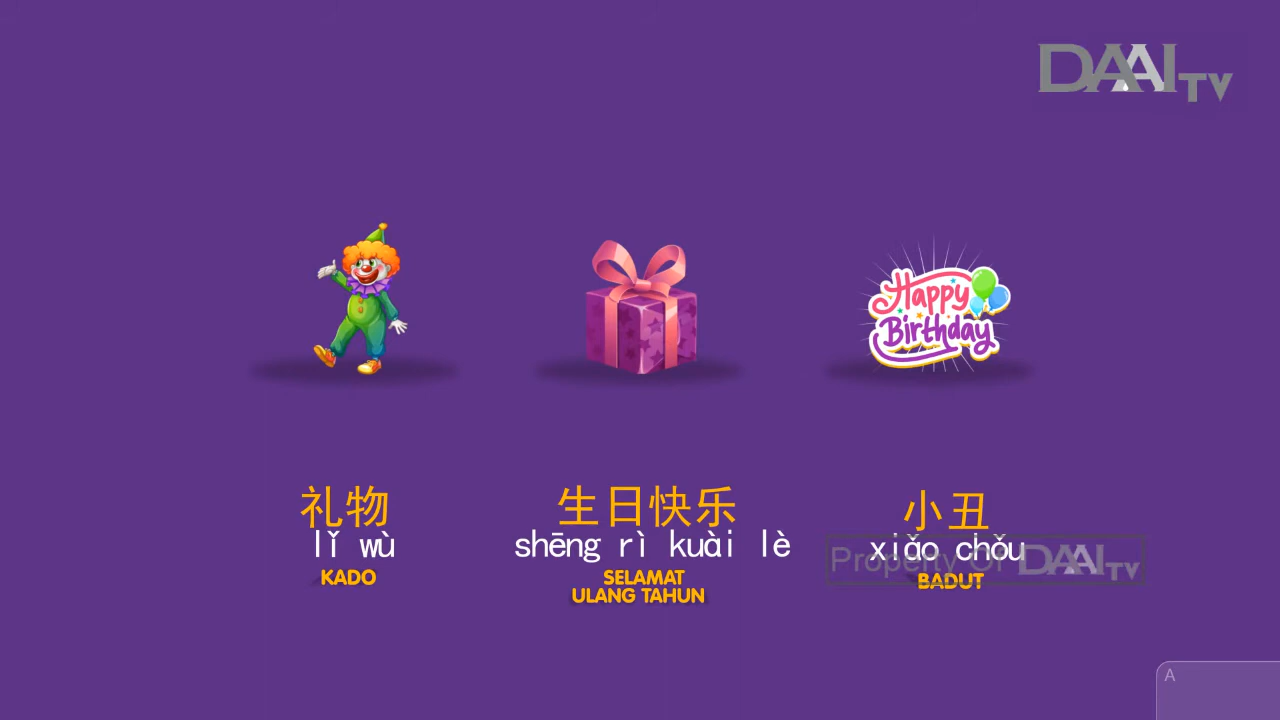 DAAI TV
Happy
Birthday
礼物
lǐ wù
KADO
生日快乐
shēng rì kuài lè
SELAMAT
ULANG TAHUN
小丑
xiǎo chǒu
BADUT
Property Of DAAI TV
A